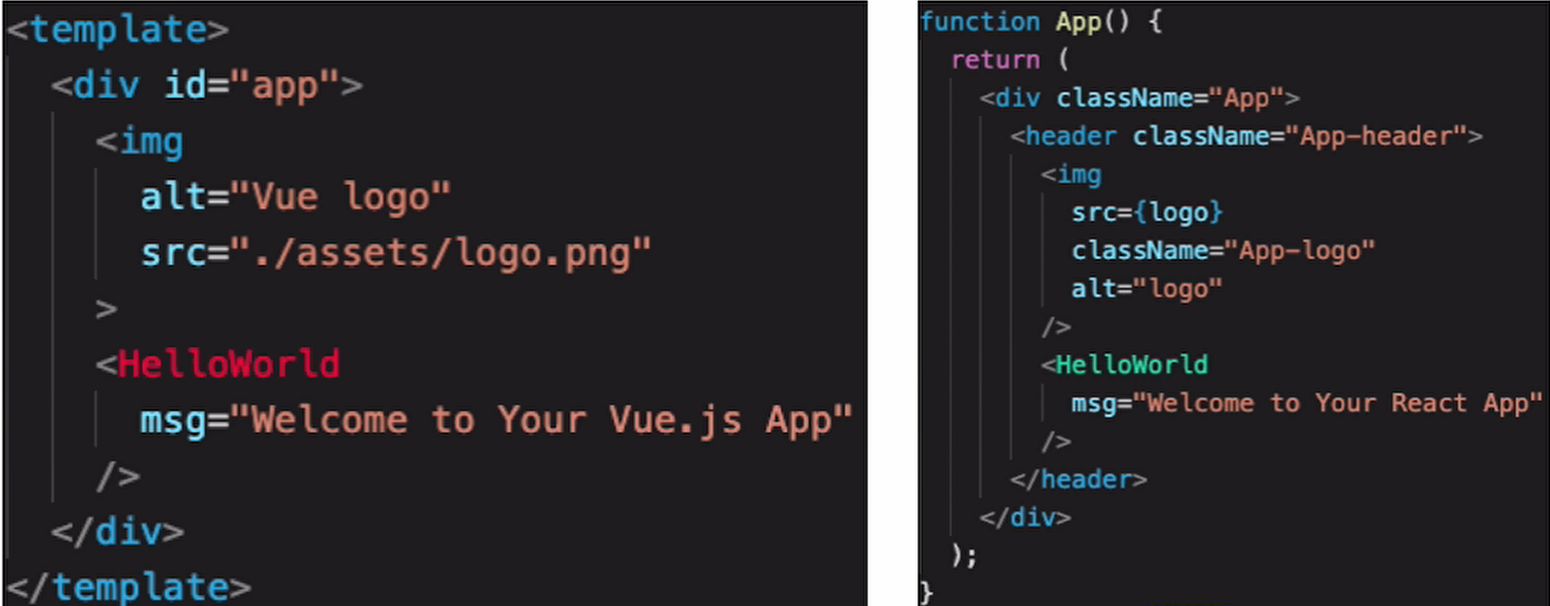 <template>
<div id="app">
<img
alt="Vue logo"
src="./assets/logo.png"
>
<HelloWorld
msg="Welcome to Your Vue.js App"
/>
</div>
</template>
function App() {
return (
<div className="App">
<header className="App-header">
<img
src={logo}
className="App-logo"
alt="logo"
/>
<HelloWorld
msg="Welcome to Your React App"
/>
</header>
</div>
);
}